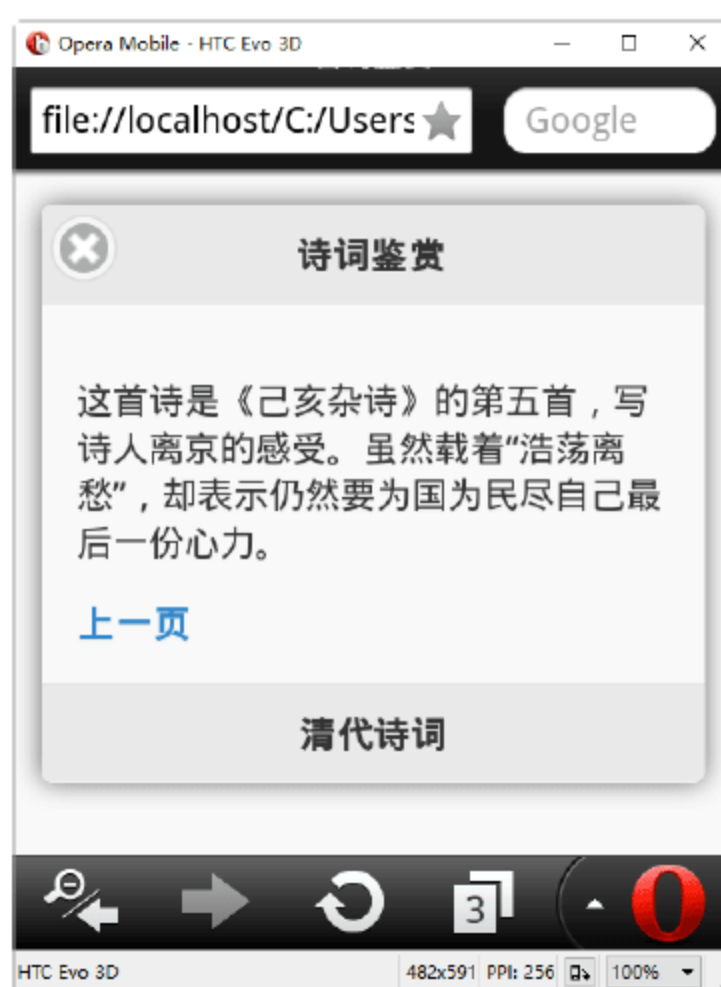 Opera Mobile - HTC Evo 3D
file://localhost/C:/Users
Google
诗词鉴赏
这首诗是《己亥杂诗》的第五首，写
诗人离京的感受。虽然载着“浩荡离
愁”，却表示仍然要为国为民尽自己最
后一份心力。
上一页
清代诗词
3
HTC Evo 3D 482x591 PPI: 256 100%